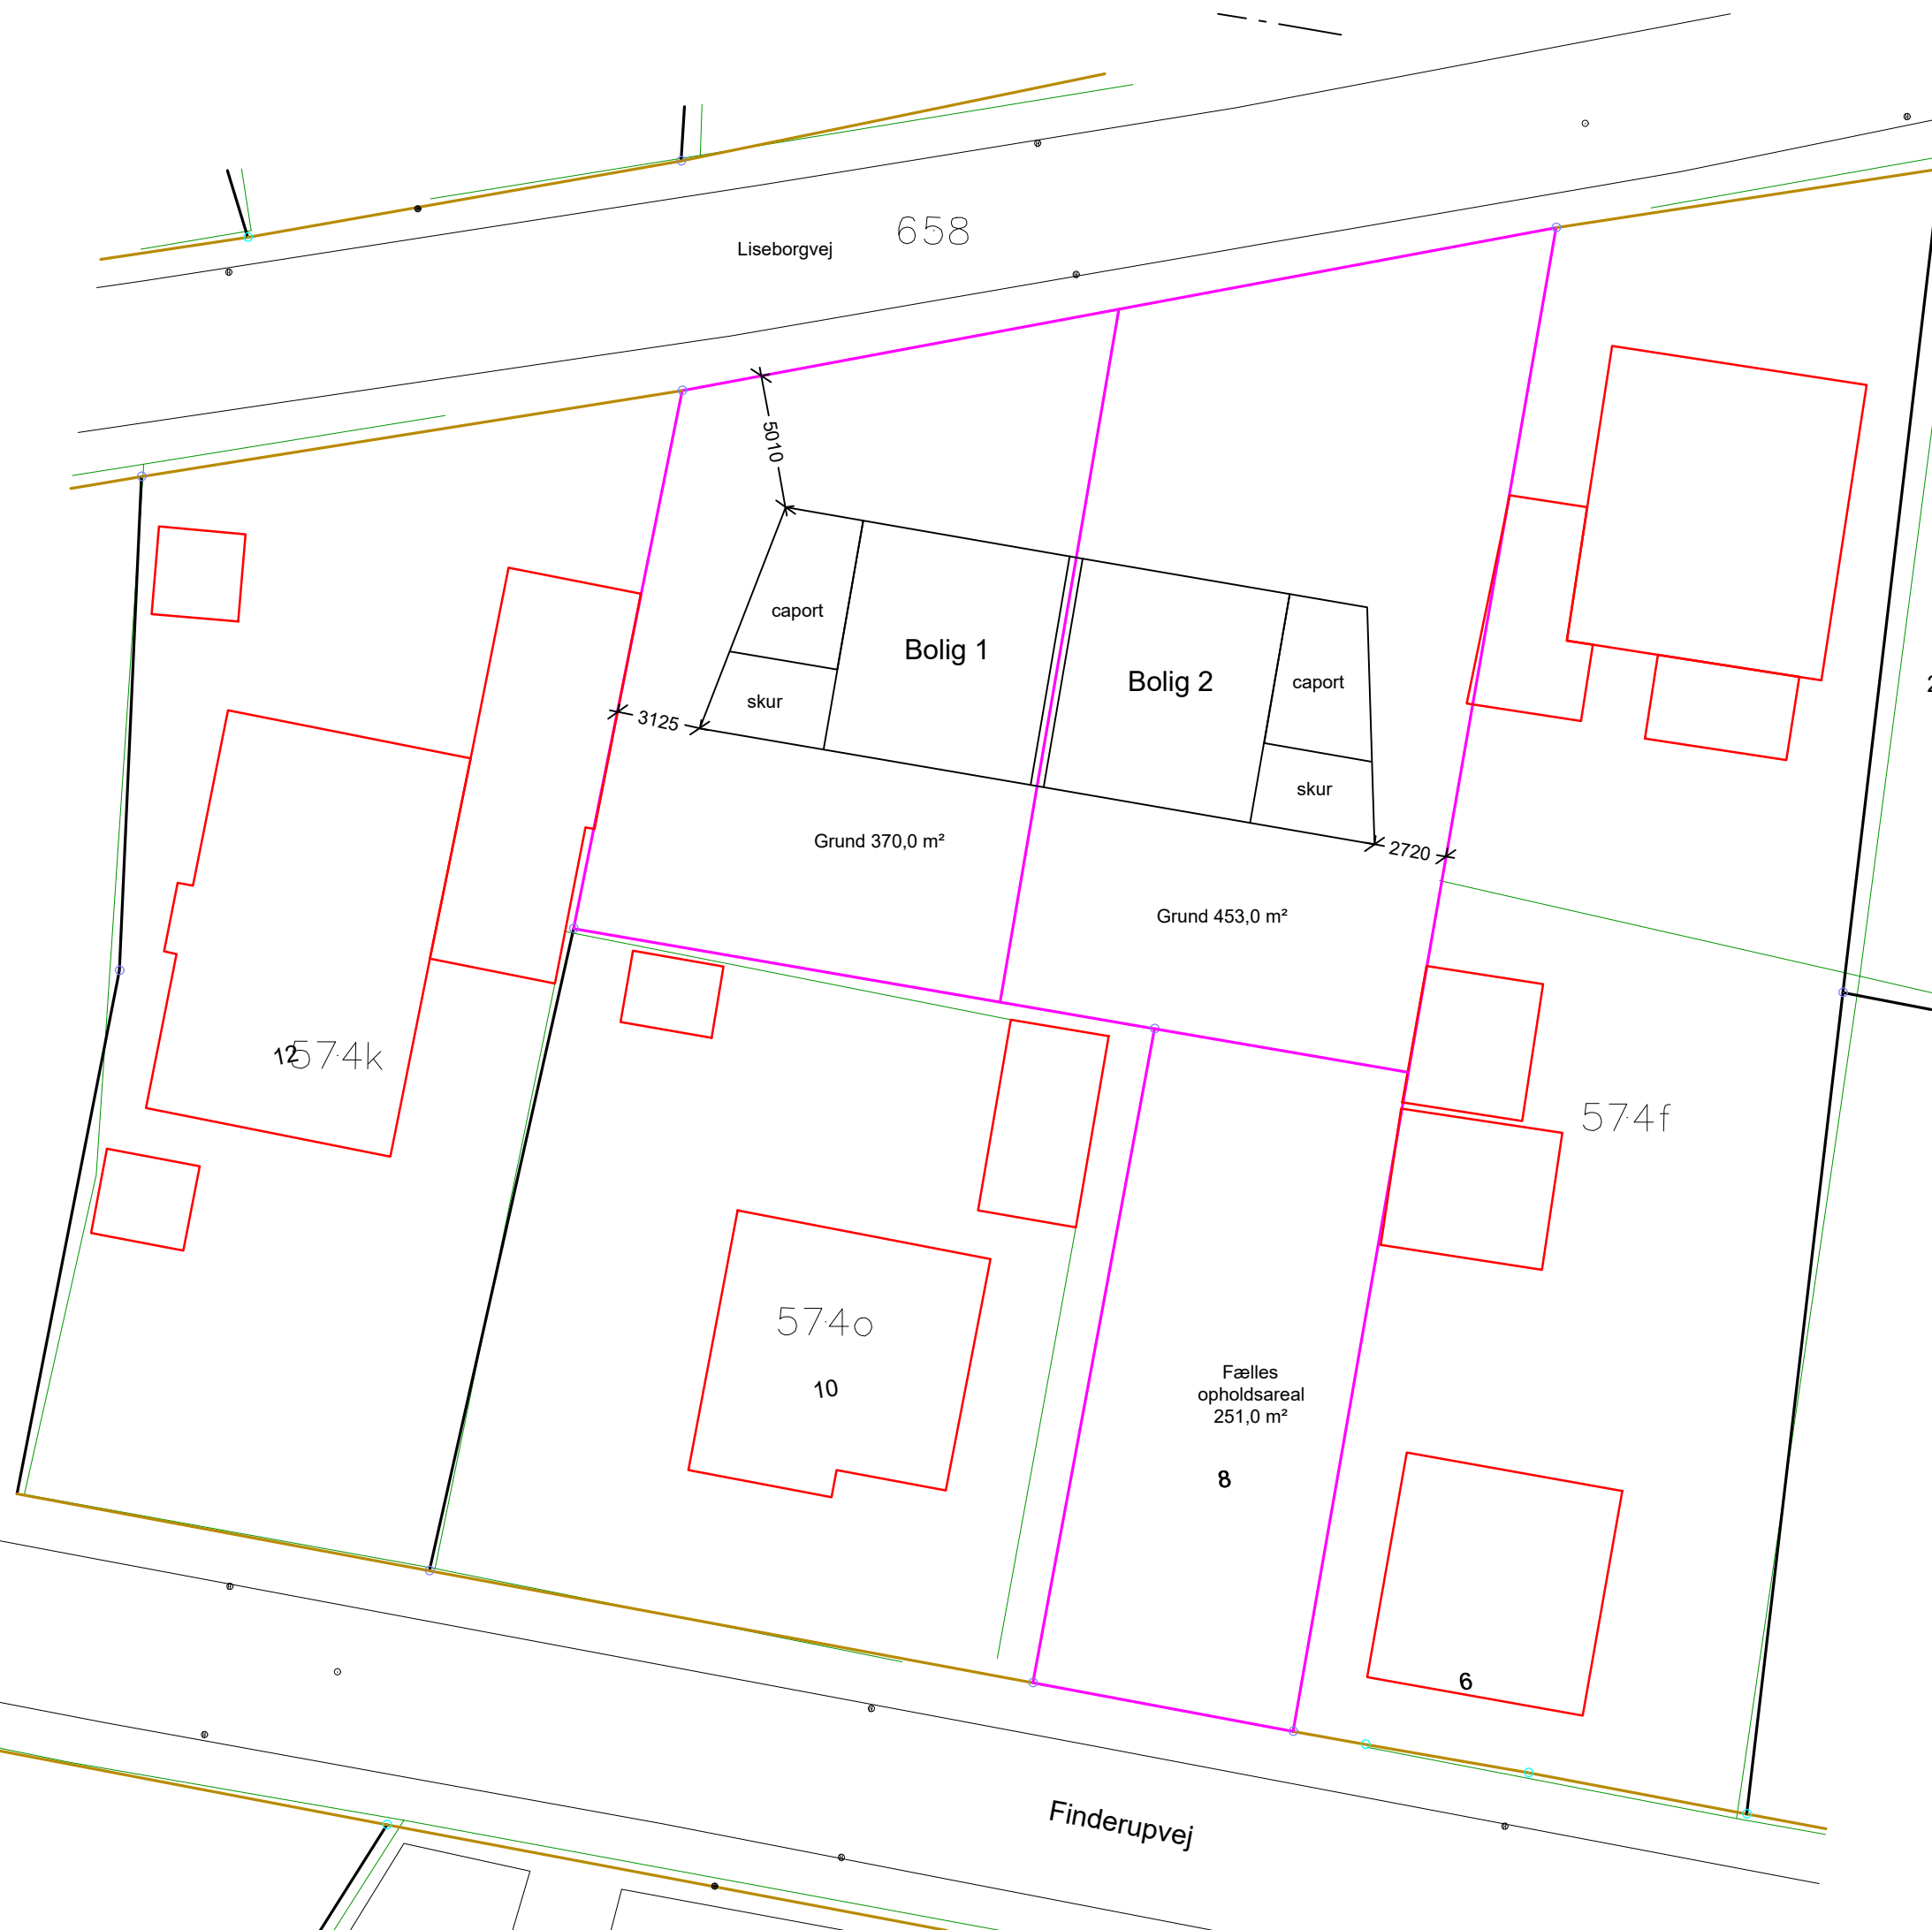 658
Liseborgvej
5010
caport
Bolig 1
skur
Bolig 2
caport
skur
3125
2720
Grund 370,0 m²
Grund 453,0 m²
12
574k
574f
574o
10
Fælles
opholdsareal
251,0 m²
8
6
Finderupvej